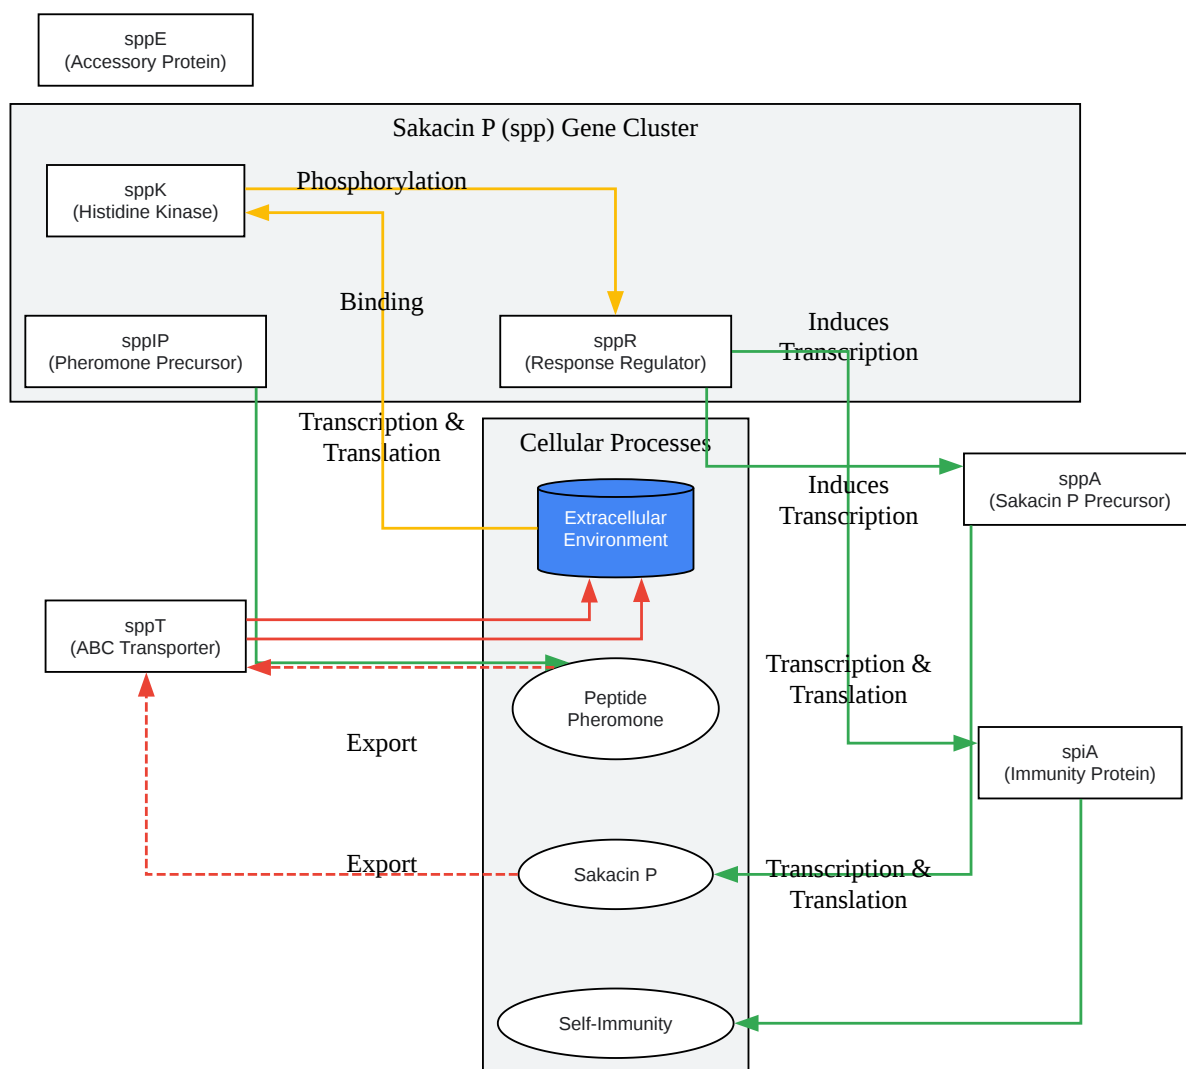 sppE
(Accessory Protein)
Sakacin P (spp) Gene Cluster
sppK
(Histidine Kinase)
Phosphorylation
Binding
sppIP
(Pheromone Precursor)
sppR
(Response Regulator)
Induces
Transcription
Transcription &
Translation
Cellular Processes
sppA
(Sakacin P Precursor)
Induces
Transcription
Extracellular
Environment
sppT
(ABC Transporter)
Peptide
Pheromone
Transcription &
Translation
Export
spiA
(Immunity Protein)
Export
Sakacin P
Transcription &
Translation
Self-Immunity